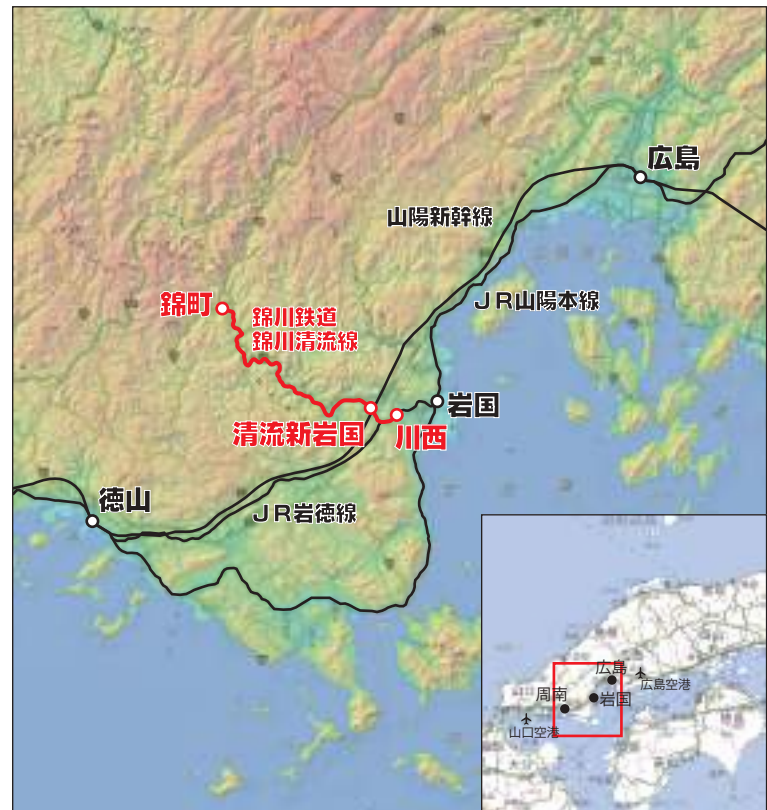 広島
山陽新幹線
錦町
錦川鉄道
錦川清流線
ＪＲ山陽本線
岩国
清流新岩国
川西
徳山
ＪＲ岩徳線
広島
広島空港
周南
岩国
山口空港